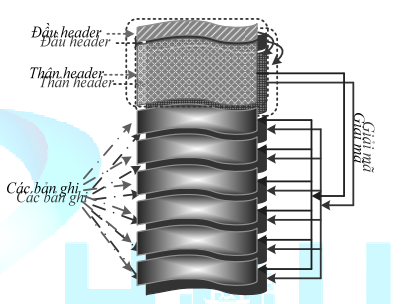 Đầu header
Đầu header
Thân header
Thân header
Các bản ghi
Các bản ghi
Giải mã
Giải mã